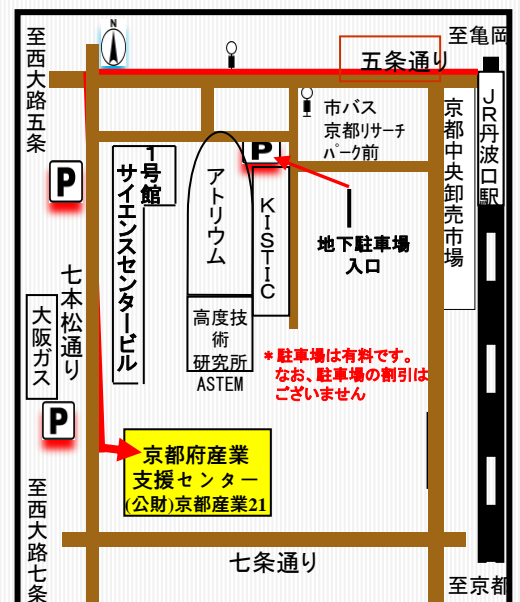 N
至西大路五条
至亀岡
五条通り
市バス
京都リサーチ
パーク前
京都中央卸売市場
JR丹波口駅
P
P
1号館
サイエンスセンタービル
アトリウム
KISTIC
地下駐車場
入口
七本松通り
大阪ガス
高度技
術
研究所
ASTEM
*駐車場は有料です。
なお、駐車場の割引は
ございません
P
京都府産業
支援センター
(公財)京都産業21
至西大路七条
七条通り
至京都